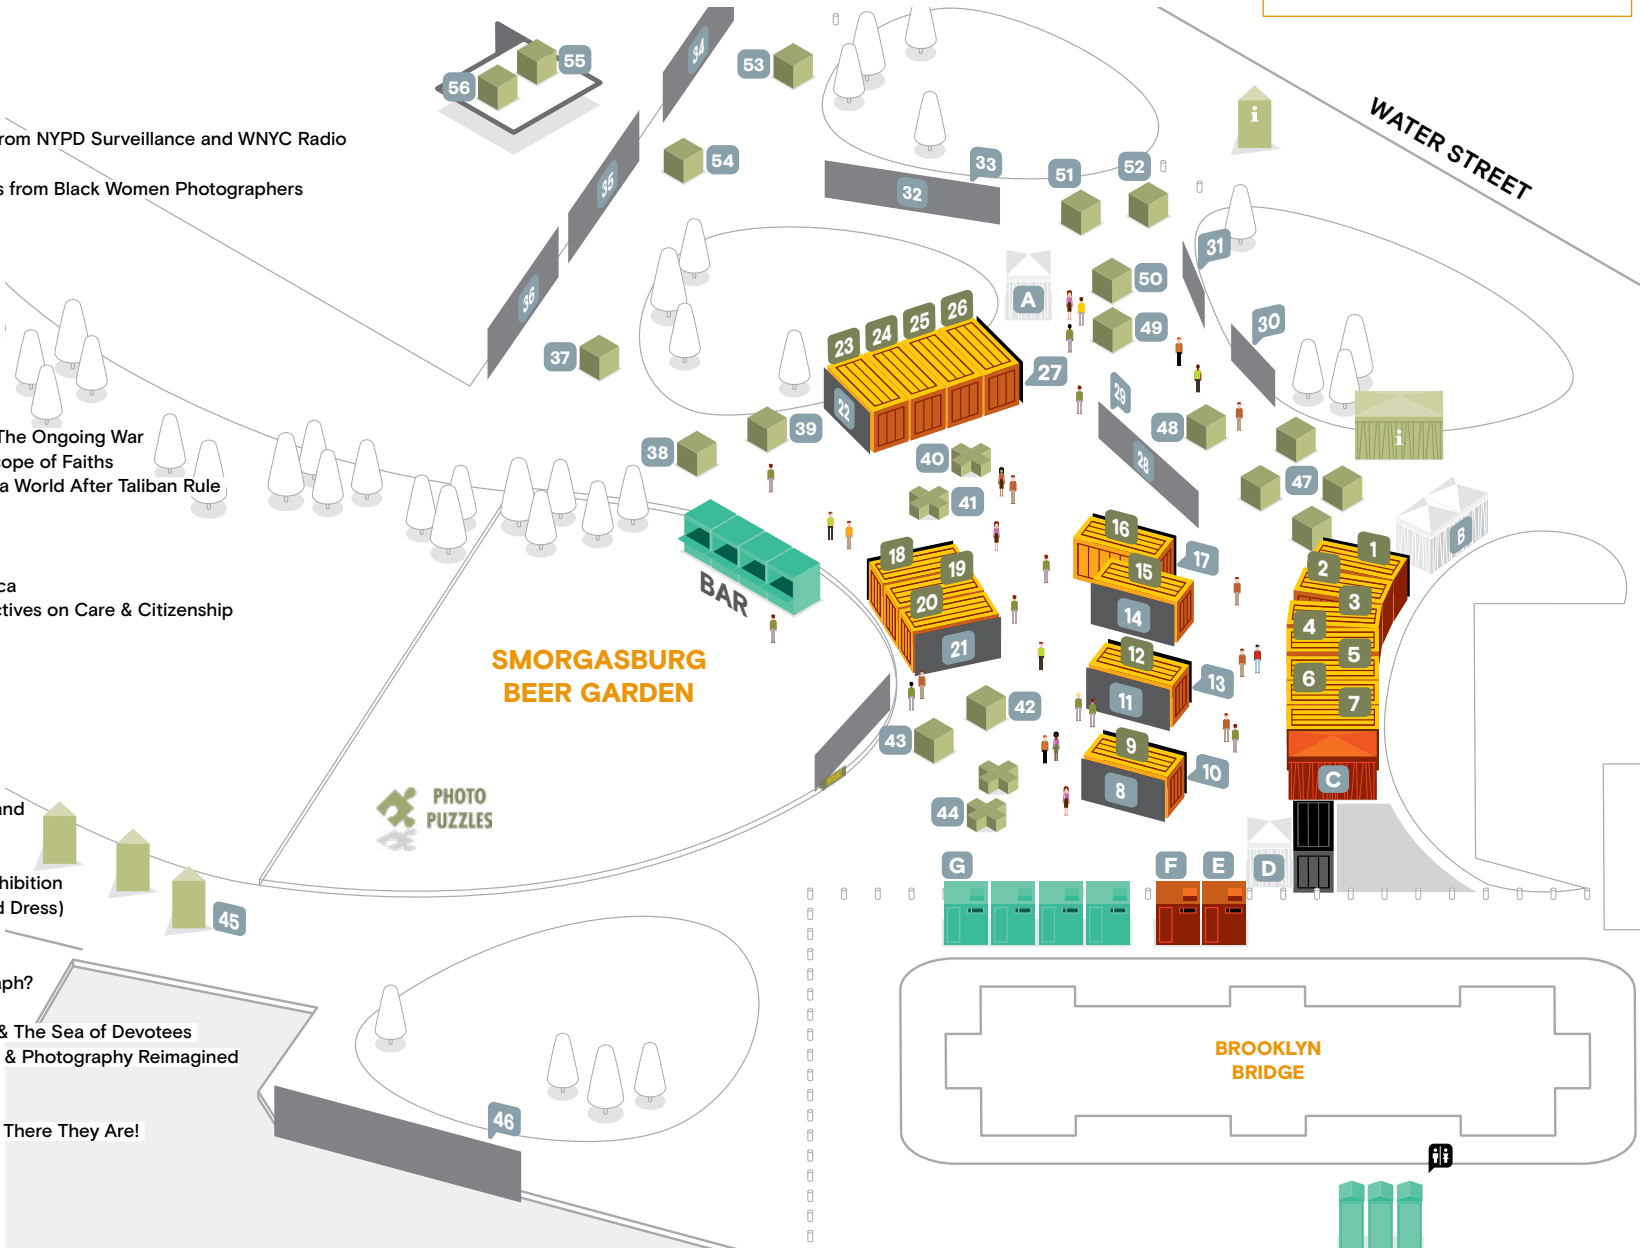 rom NYPD Surveillance and WNYC Radio
s from Black Women Photographers
The Ongoing War
cope of Faiths
a World After Taliban Rule
ca
ctives on Care & Citizenship
and
hibition
d Dress)
aph?
& The Sea of Devotees
& Photography Reimagined
There They Are!
WATER STREET
34
55
53
56
54
35
33
51
52
32
31
36
50
A
49
30
26
25
24
23
37
27
29
22
39
48
38
40
28
47
41
B
16
1
18
17
2
19
15
BAR
20
14
3
4
21
12
5
SMORGASBURG
BEER GARDEN
13
6
11
7
42
43
9
10
C
8
PHOTO
PUZZLES
44
G
F
E
D
45
i
i
BROOKLYN
BRIDGE
46